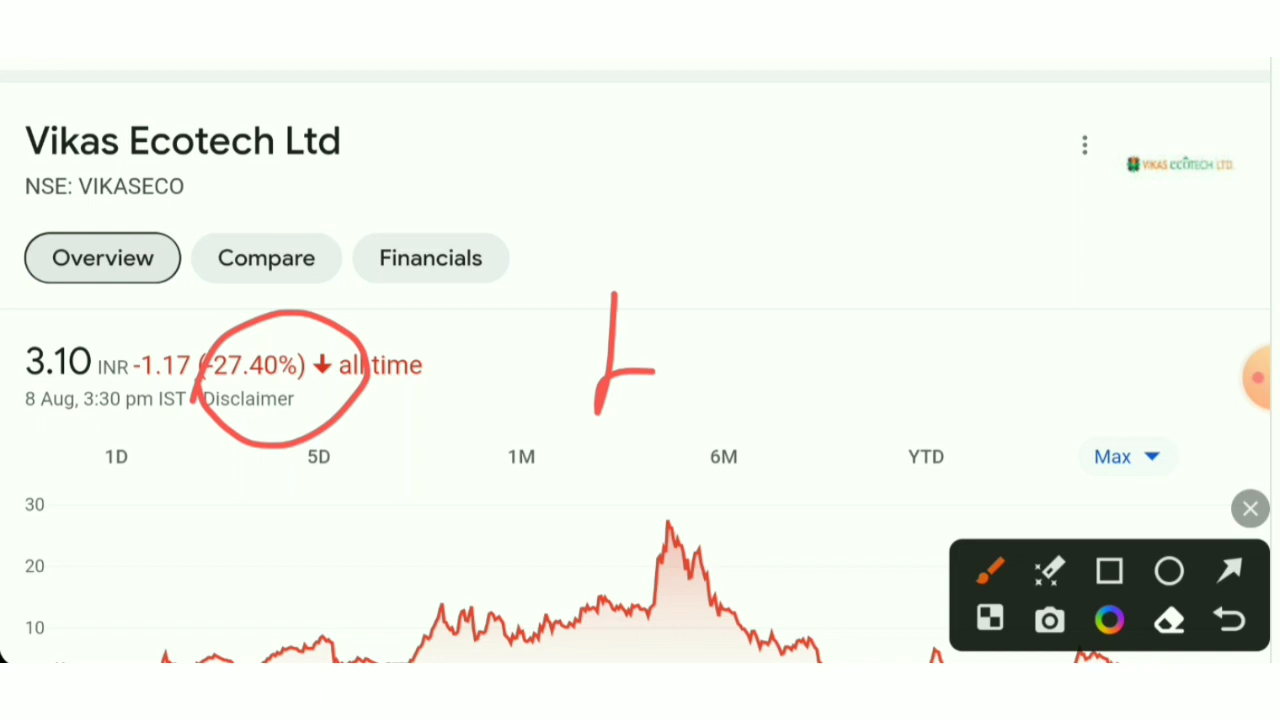 Vikas Ecotech Ltd
VIKAS ECOTECH LTD.
NSE: VIKASECO
Overview Compare Financials
3.10 INR -1.17 (-27.40%) all time
8 Aug, 3:30 pm IST Disclaimer
1D 5D 1M 6M YTD Max
30
20
10